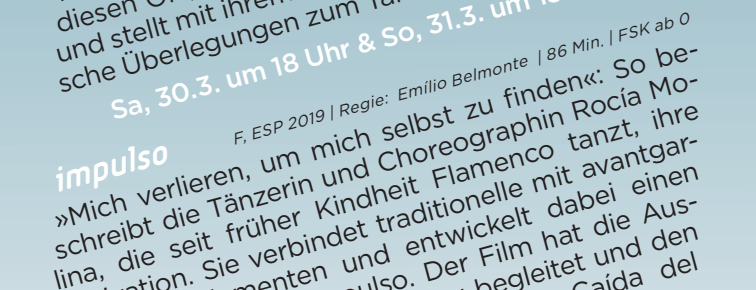 diesen
und stellt mit ihrem
sche Überlegungen zum
Sa, 30.3. um 18 Uhr & So, 31.3. um
impulso
F, ESP 2019 | Regie: Emílio Belmonte | 86 Min. | FSK ab 0
»Mich verlieren, um mich selbst zu finden«: So be-
schreibt die Tänzerin und Choreographin Rocía Mo-
lina, die seit früher Kindheit Flamenco tanzt, ihre
Sie verbindet traditionelle mit avantgar-
und entwickelt dabei einen
Der Film hat die Aus-
begleitet und den
Caída del